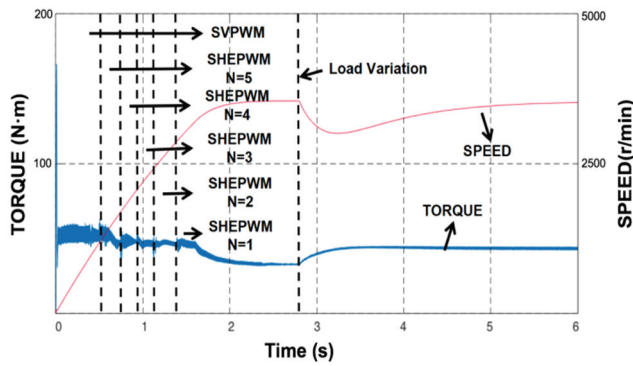 200
5000
SVPWM
SHEPWM
N=5
Load Variation
SHEPWM
N=4
SHEPWM
N=3
SPEED
100
2500
SHEPWM
N=2
TORQUE
SHEPWM
N=1
TORQUE (N·m)
SPEED(r/min)
0 1 2 3 4 5 6
Time (s)